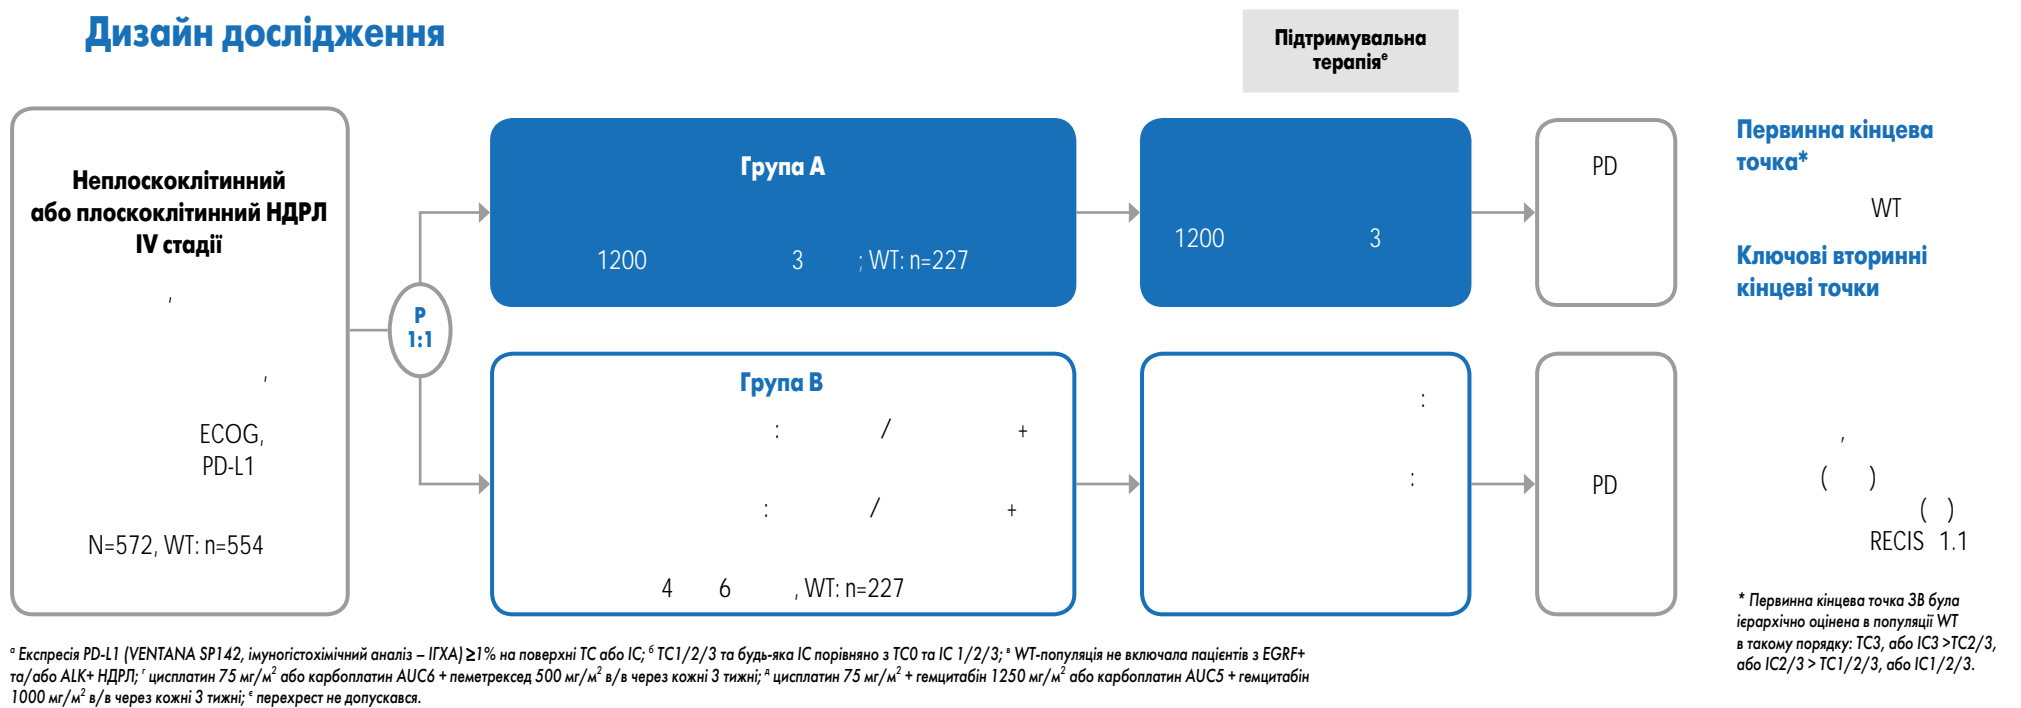 Дизайн дослідження
Підтримувальна
терапіяᵉ
Неплоскоклітинний
або плоскоклітинний НДРЛ
IV стадії
,
,
ECOG,
PD-L1
N=572, WT: n=554
Р
1:1
Група А
1200 3 ; WT: n=227
1200 3
PD
Група В
: / +
: / +
4 6 , WT: n=227
:
:
PD
Первинна кінцева
точка*
WT
Ключові вторинні
кінцеві точки
,
( )
( )
RECIS 1.1
* Первинна кінцева точка ЗВ була
ієрархічно оцінена в популяції WT
в такому порядку: TC3, або IC3 >TC2/3,
або IC2/3 > TC1/2/3, або IC1/2/3.
ᵃ Експресія PD-L1 (VENTANA SP142, імуногістохімічний аналіз – ІГХА) ≥1% на поверхні TC або IC; ᵇ TC1/2/3 та будь-яка IC порівняно з TC0 та IC 1/2/3; ᵛ WT-популяція не включала пацієнтів з EGRF+
та/або ALK+ НДРЛ; ᵍ цисплатин 75 мг/м² або карбоплатин AUC6 + пеметрексед 500 мг/м² в/в через кожні 3 тижні; ᵈ цисплатин 75 мг/м² + гемцитабін 1250 мг/м² або карбоплатин AUC5 + гемцитабін
1000 мг/м² в/в через кожні 3 тижні; ᵉ перехрест не допускався.